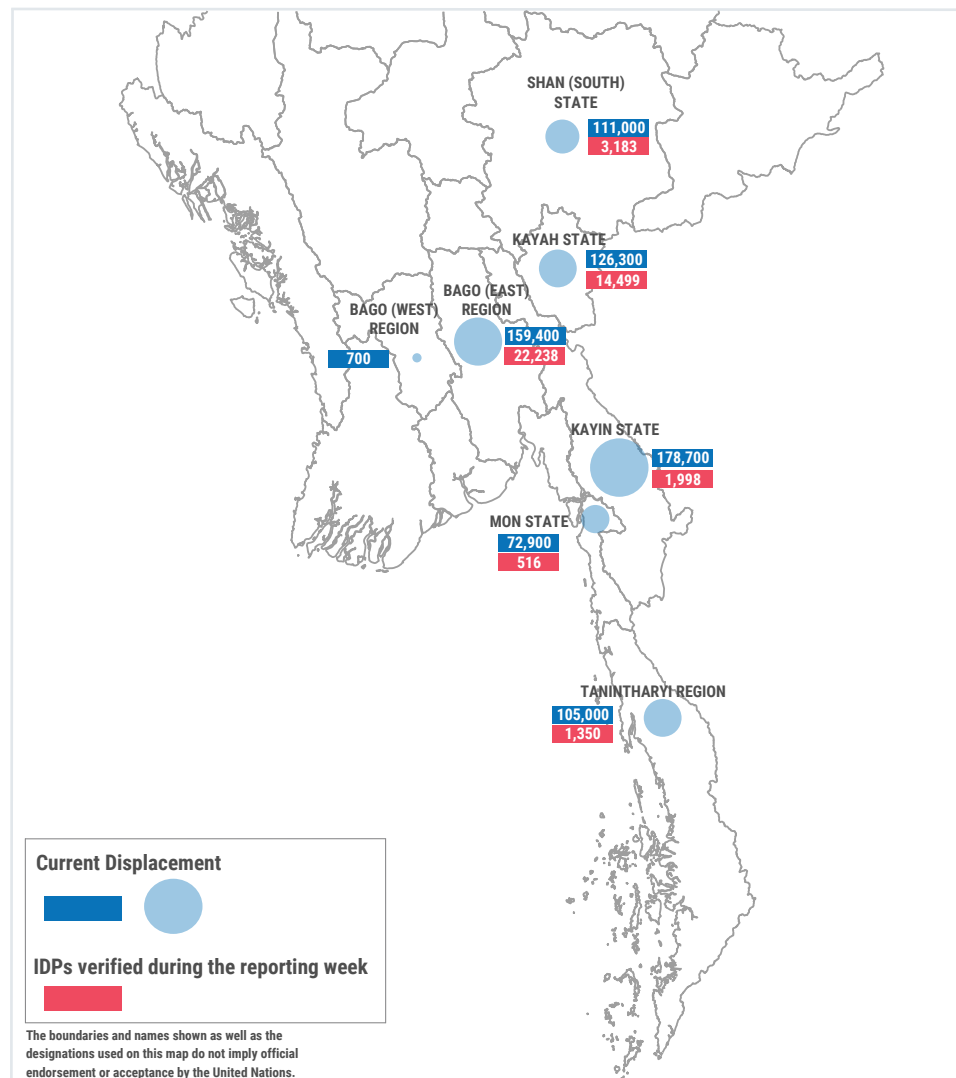 SHAN (SOUTH)
STATE
111,000
3,183
KAYAH STATE
126,300
14,499
BAGO (EAST)
REGION
159,400
22,238
BAGO (WEST)
REGION
700
KAYIN STATE
178,700
1,998
MON STATE
72,900
516
TANINTHARYI REGION
105,000
1,350
Current Displacement
IDPs verified during the reporting week
The boundaries and names shown as well as the
designations used on this map do not imply official
endorsement or acceptance by the United Nations.